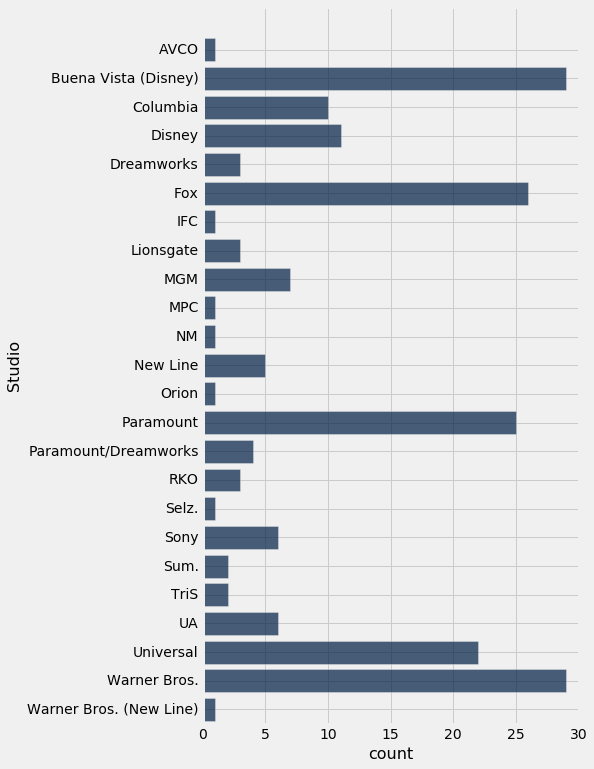 AVCO
Buena Vista (Disney)
Columbia
Disney
Dreamworks
Fox
IFC
Lionsgate
MGM
MPC
NM
New Line
Orion
Paramount
Paramount/Dreamworks
RKO
Selz.
Sony
Sum.
TriS
UA
Universal
Warner Bros.
Warner Bros. (New Line)
Studio
0 5 10 15 20 25 30
count